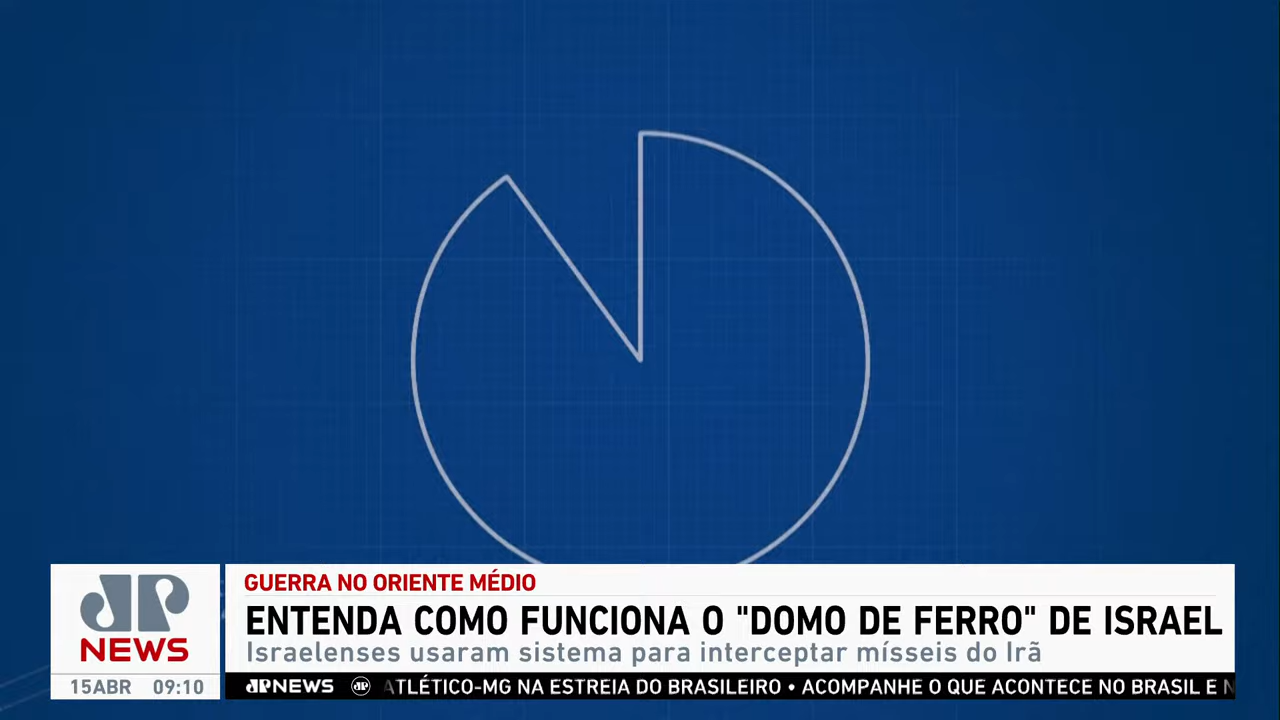 GUERRA NO ORIENTE MÉDIO
ENTENDA COMO FUNCIONA O "DOMO DE FERRO" DE ISRAEL
Israelenses usaram sistema para interceptar mísseis do Irã
JP
NEWS
15ABR 09:10
JPNEWS JP ATLÉTICO-MG NA ESTREIA DO BRASILEIRO • ACOMPANHE O QUE ACONTECE NO BRASIL E N